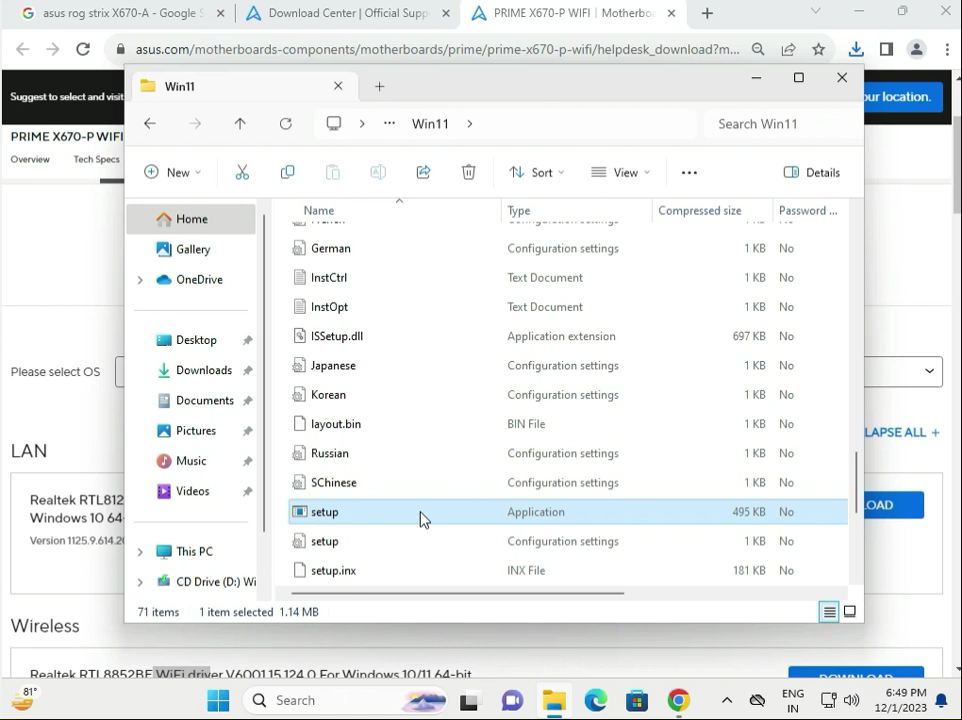 asus rog strix X670-A - Google S
Download Center | Official Supp
PRIME X670-P WIFI | Motherbo
asus.com/motherboards-components/motherboards/prime/prime-x670-p-wifi/helpdesk_download?m...
Suggest to select and visit
our location.
PRIME X670-P WIFI
Overview
Tech Specs
Win11
Win11
Search Win11
New
Sort
View
Details
Name
Type
Compressed size
Password ...
Home
Gallery
OneDrive
Desktop
Downloads
Documents
Pictures
Music
Videos
This PC
CD Drive (D:) Wi
German Configuration settings 1 KB No
InstCtrl Text Document 1 KB No
InstOpt Text Document 1 KB No
ISSetup.dll Application extension 697 KB No
Japanese Configuration settings 1 KB No
Korean Configuration settings 1 KB No
layout.bin BIN File 1 KB No
Russian Configuration settings 1 KB No
SChinese Configuration settings 1 KB No
setup Application 495 KB No
setup Configuration settings 1 KB No
setup.inx INX File 181 KB No
71 items 1 item selected 1.14 MB
Please select OS
LAPSE ALL +
LAN
Realtek RTL812
Windows 10 64-
Version 1125.9.614.20
OAD
Wireless
Realtek RTL8852BE WiFi driver V6001.15.124.0 For Windows 10/11 64-bit
DOWNLOAD
81°
Search
ENG
IN
6:49 PM
12/1/2023